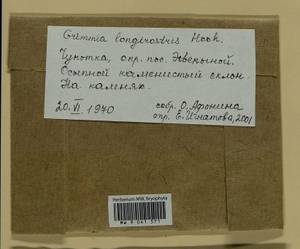 Grimmia longirostris Hook.
Чукотка, окр. пос. Эгвекинот.
Осыпной каменистый склон.
На камнях.
20.VI.1970
собр. О. Афонина
опр. Е. Игнатова, 2001
Herbarium MW, Bryophyta